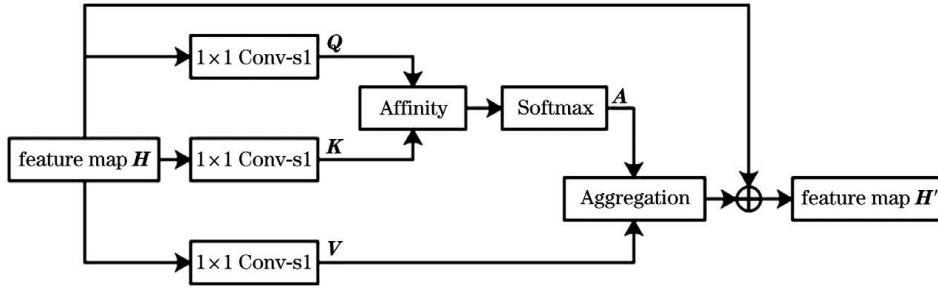 1×1 Conv-s1
Q
Affinity
Softmax
A
feature map H
1×1 Conv-s1
K
Aggregation
feature map H′
1×1 Conv-s1
V